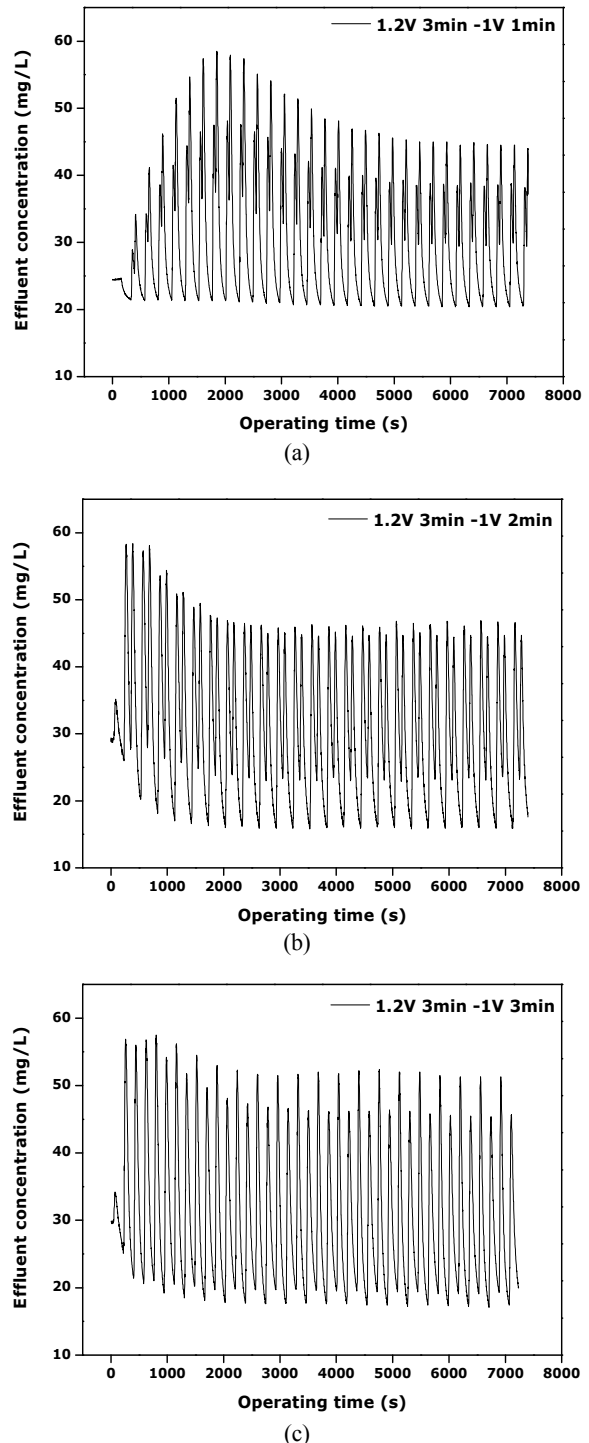 1.2V 3min -1V 1min
Effluent concentration (mg/L)
60
50
40
30
20
10
0 1000 2000 3000 4000 5000 6000 7000 8000
Operating time (s)
(a)
1.2V 3min -1V 2min
Effluent concentration (mg/L)
60
50
40
30
20
10
0 1000 2000 3000 4000 5000 6000 7000 8000
Operating time (s)
(b)
1.2V 3min -1V 3min
Effluent concentration (mg/L)
60
50
40
30
20
10
0 1000 2000 3000 4000 5000 6000 7000 8000
Operating time (s)
(c)